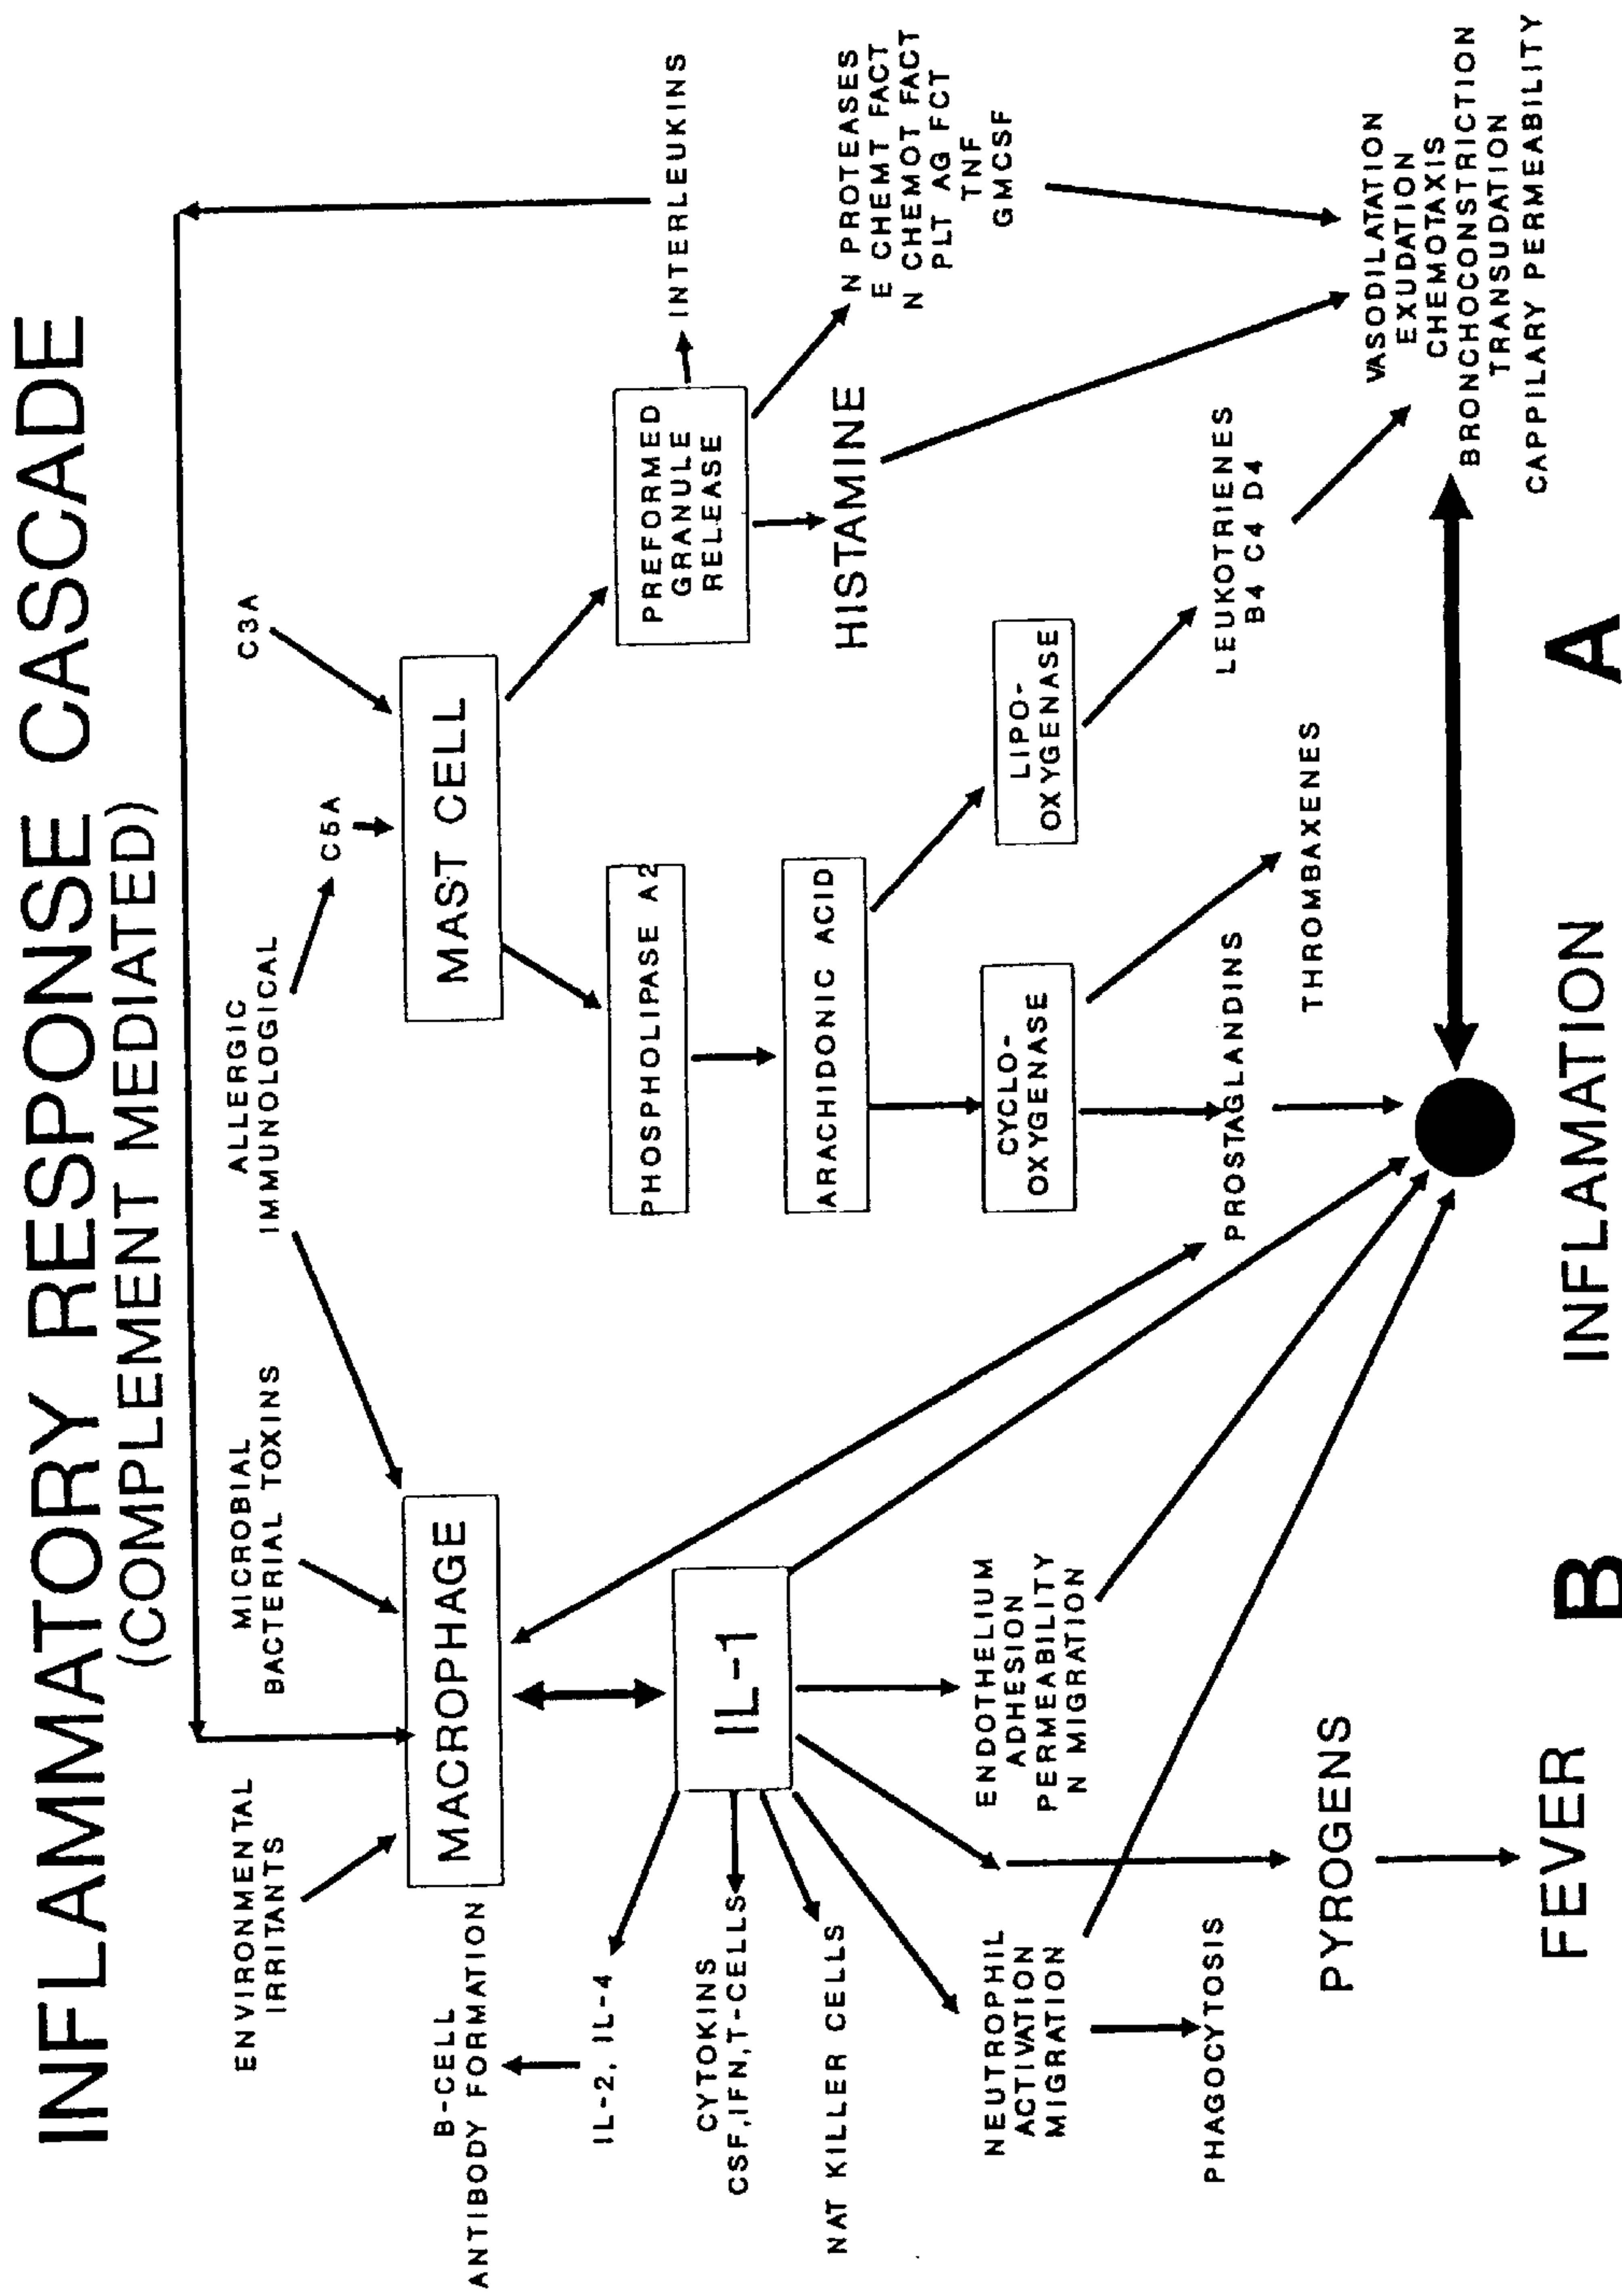 INFLAMMATORY RESPONSE CASCADE
(COMPLEMENT MEDIATED)
ENVIRONMENTAL
IRRITANTS
MICROBIAL
BACTERIAL TOXINS
ALLERGIC
IMMUNOLOGICAL
C5A
C3A
MACROPHAGE
MAST CELL
B-CELL
ANTIBODY FORMATION
IL-2, IL-4
CYTOKINS
CSF,IFN,T-CELLS
NAT KILLER CELLS
IL-1
PHOSPHOLIPASE A2
PREFORMED
GRANULE
RELEASE
INTERLEUKINS
ARACHIDONIC ACID
HISTAMINE
N PROTEASES
E CHEMT FACT
N CHEMOT FACT
PLT AG FCT
TNF
GMCSF
NEUTROPHIL
ACTIVATION
MIGRATION
ENDOTHELIUM
ADHESION
PERMEABILITY
N MIGRATION
CYCLO-
OXYGENASE
LIPO-
OXYGENASE
PHAGOCYTOSIS
PROSTAGLANDINS
LEUKOTRIENES
B4 C4 D4
THROMBAXENES
PYROGENS
VASODILATATION
EXUDATION
CHEMOTAXIS
BRONCHOCONSTRICTION
TRANSUDATION
CAPPILARY PERMEABILITY
FEVER
B
INFLAMATION
A